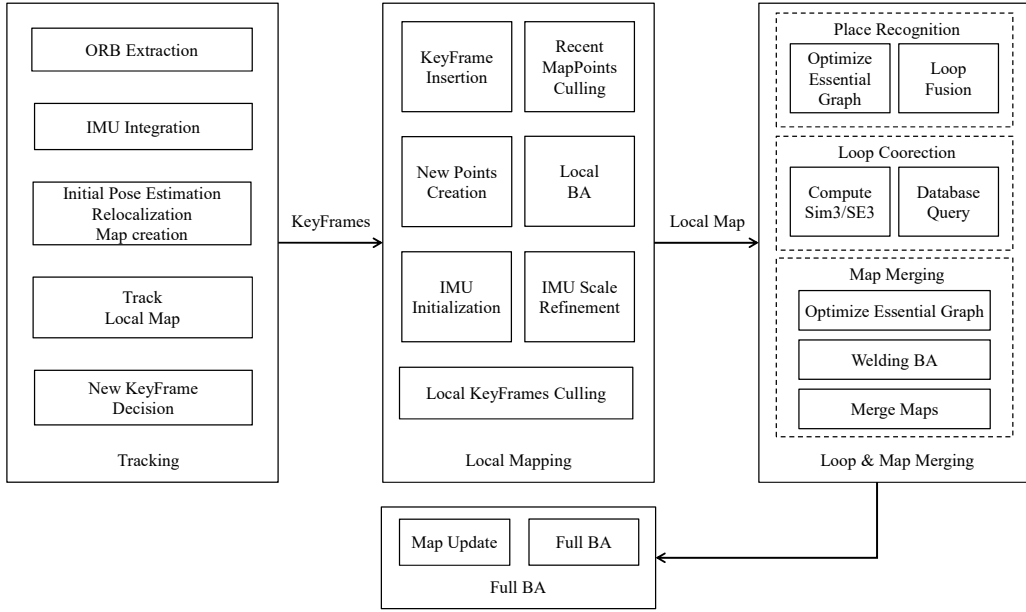 ORB Extraction
IMU Integration
Initial Pose Estimation
Relocalization
Map creation
Track
Local Map
New KeyFrame
Decision
Tracking
KeyFrames
KeyFrame
Insertion
Recent
MapPoints
Culling
New Points
Creation
Local
BA
IMU
Initialization
IMU Scale
Refinement
Local KeyFrames Culling
Local Mapping
Local Map
Place Recognition
Optimize
Essential
Graph
Loop
Fusion
Loop Coorection
Compute
Sim3/SE3
Database
Query
Map Merging
Optimize Essential Graph
Welding BA
Merge Maps
Loop & Map Merging
Map Update
Full BA
Full BA